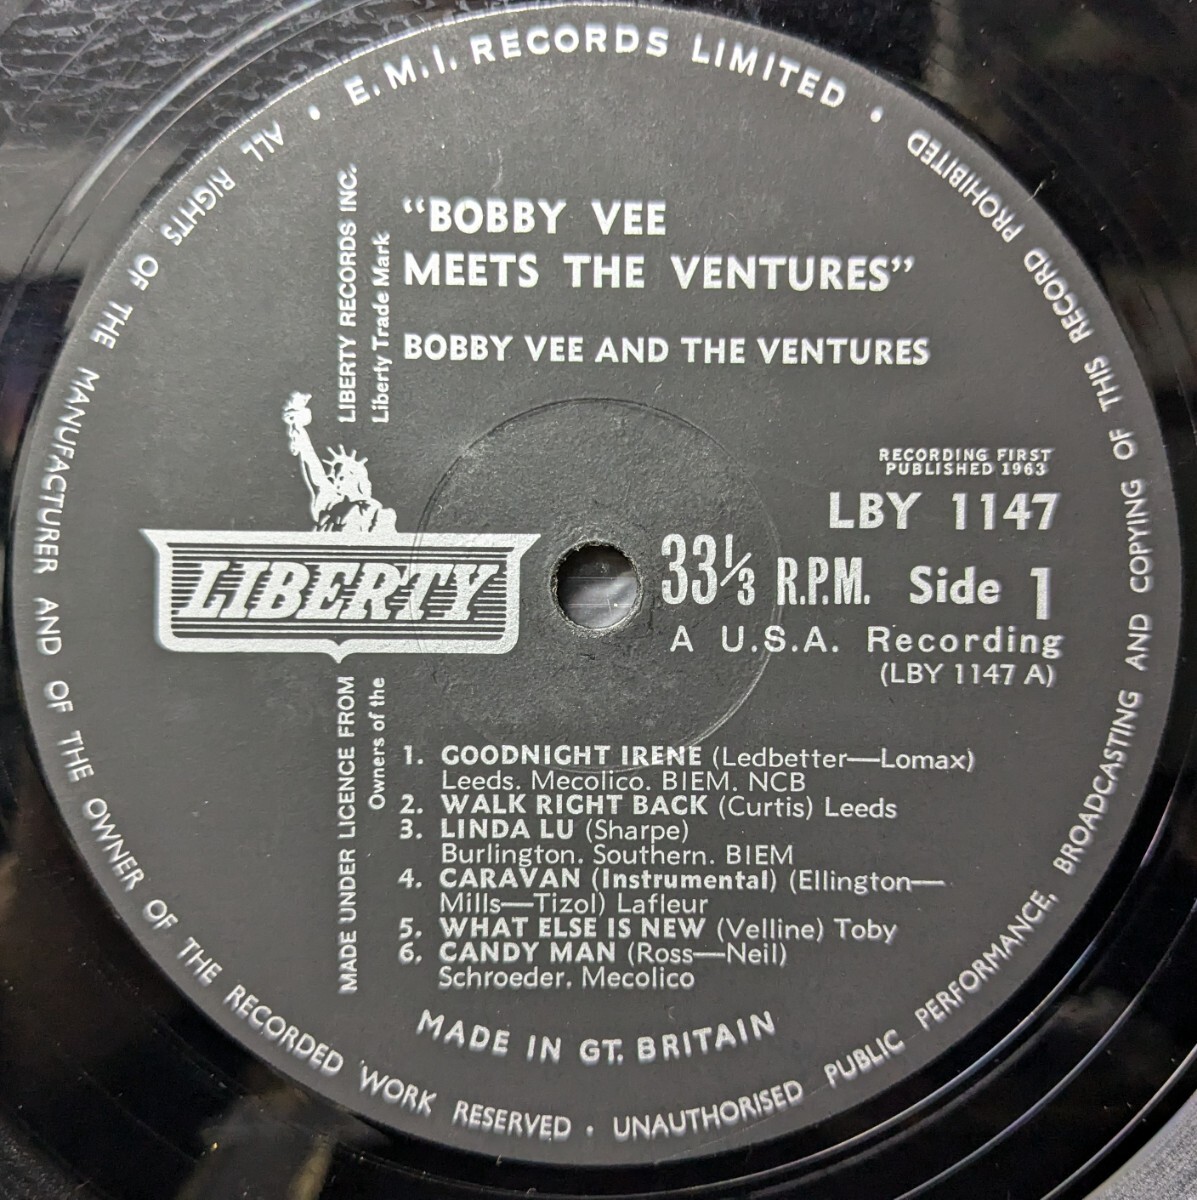 E.M.I. RECORDS LIMITED •
ALL RIGHTS OF THE MANUFACTURER AND OF THE OWNER OF THE RECORDED WORK RESERVED • UNAUTHORISED PUBLIC PERFORMANCE, BROADCASTING AND COPYING OF THIS RECORD PROHIBITED •
"BOBBY VEE
MEETS THE VENTURES"
BOBBY VEE AND THE VENTURES
LIBERTY RECORDS INC.
Liberty Trade Mark
LIBERTY
MADE UNDER LICENCE FROM
Owners of the
RECORDING FIRST
PUBLISHED 1963
LBY 1147
33⅓ R.P.M. Side 1
A U.S.A. Recording
(LBY 1147 A)
1. GOODNIGHT IRENE (Ledbetter—Lomax)
Leeds. Mecolico. BIEM. NCB
2. WALK RIGHT BACK (Curtis) Leeds
3. LINDA LU (Sharpe)
Burlington. Southern. BIEM
4. CARAVAN (Instrumental) (Ellington—
Mills—Tizol) Lafleur
5. WHAT ELSE IS NEW (Velline) Toby
6. CANDY MAN (Ross—Neil)
Schroeder. Mecolico
MADE IN GT. BRITAIN